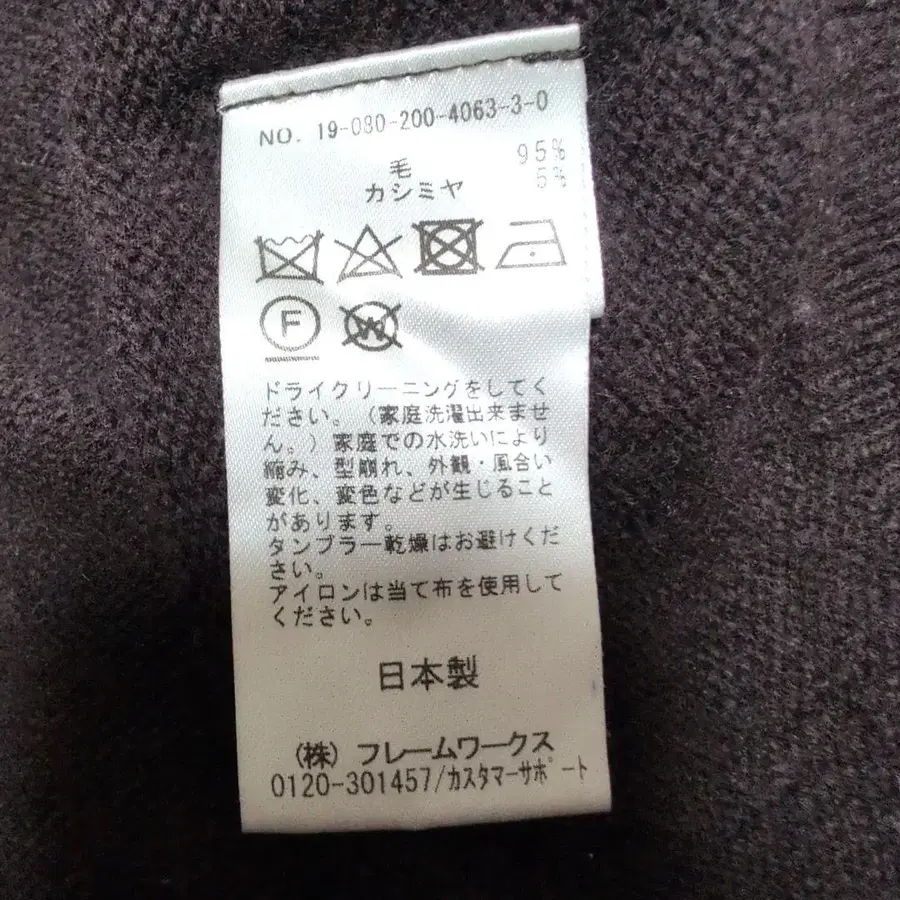 NO. 19-080-200-4063-3-0
毛 95%
カシミヤ 5%
F W
ドライクリーニングをしてく
ださい。(家庭洗濯出来ませ
ん。)家庭での水洗いにより
縮み、型崩れ、外観・風合い
変化、変色などが生じること
があります。
タンブラー乾燥はお避けくだ
さい。
アイロンは当て布を使用して
ください。
日本製
(株) フレームワークス
0120-301457/カスタマーサポート